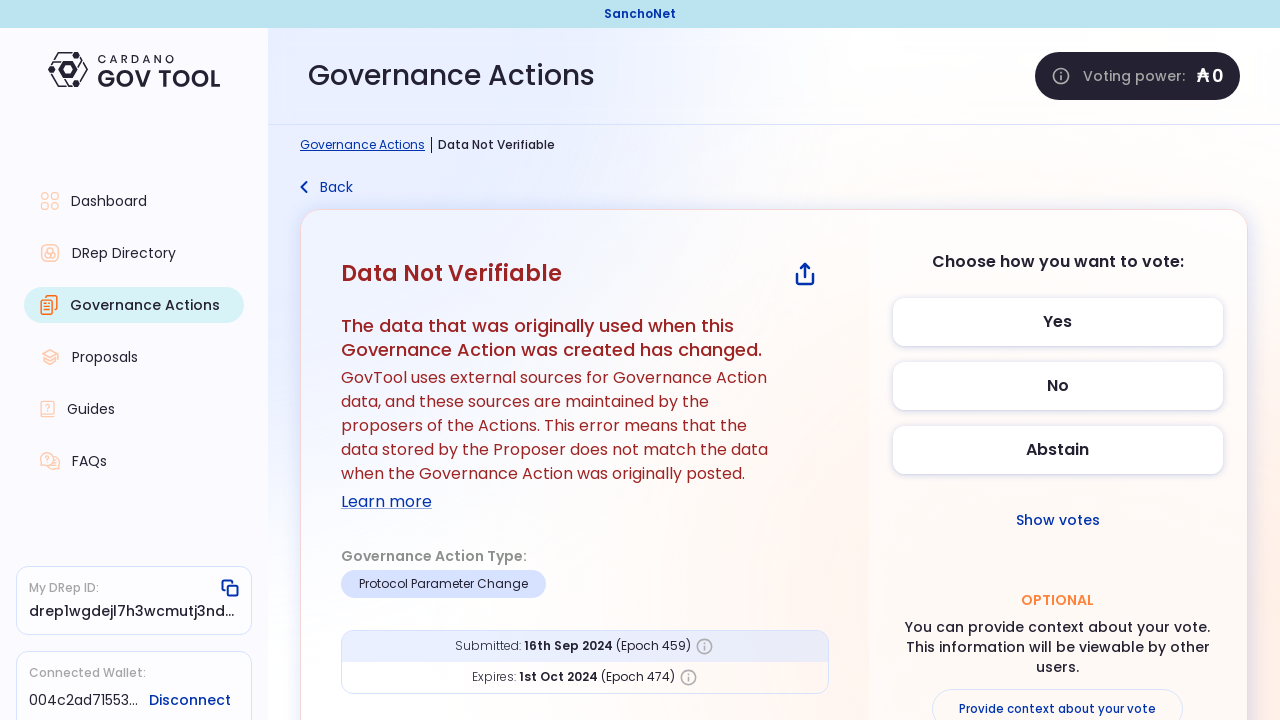 SanchoNet
CARDANO
GOV TOOL
Governance Actions
Voting power: ₳ 0
Governance Actions | Data Not Verifiable
Back
Dashboard
DRep Directory
Governance Actions
Proposals
Guides
FAQs
My DRep ID:
drep1wgdejl7h3wcmutj3nd...
Connected Wallet:
004c2ad71553... Disconnect
Data Not Verifiable
The data that was originally used when this
Governance Action was created has changed.
GovTool uses external sources for Governance Action
data, and these sources are maintained by the
proposers of the Actions. This error means that the
data stored by the Proposer does not match the data
when the Governance Action was originally posted.
Learn more
Governance Action Type:
Protocol Parameter Change
Submitted: 16th Sep 2024 (Epoch 459)
Expires: 1st Oct 2024 (Epoch 474)
Choose how you want to vote:
Yes
No
Abstain
Show votes
OPTIONAL
You can provide context about your vote.
This information will be viewable by other
users.
Provide context about your vote